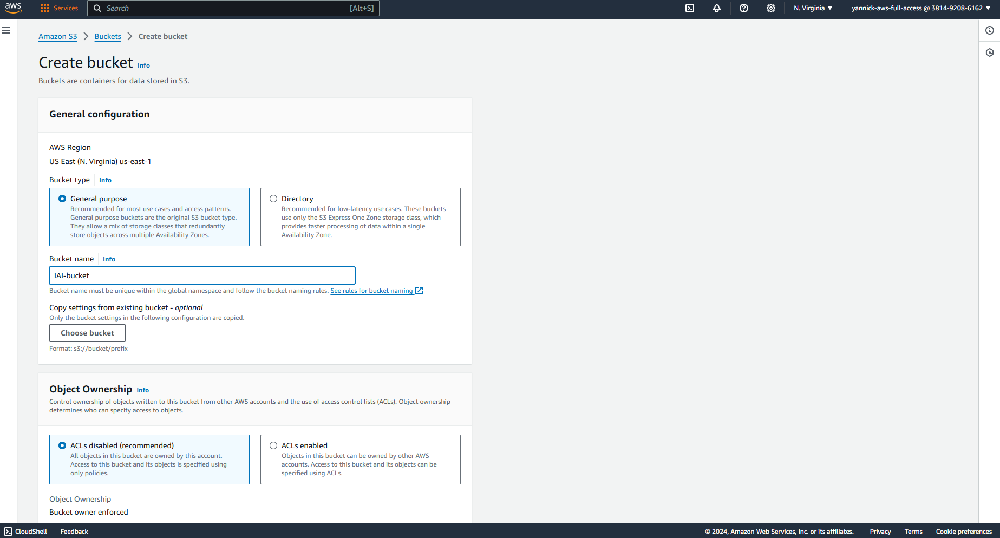 aws
Services
Search
[Alt+S]
N. Virginia
yannick-aws-full-access @ 3814-9208-6162
Amazon S3
Buckets
Create bucket
Create bucket Info
Buckets are containers for data stored in S3.
General configuration
AWS Region
US East (N. Virginia) us-east-1
Bucket type
Info
General purpose
Recommended for most use cases and access patterns.
General purpose buckets are the original S3 bucket type.
They allow a mix of storage classes that redundantly
store objects across multiple Availability Zones.
Directory
Recommended for low-latency use cases. These buckets
use only the S3 Express One Zone storage class, which
provides faster processing of data within a single
Availability Zone.
Bucket name
Info
IAI-bucket
Bucket name must be unique within the global namespace and follow the bucket naming rules. See rules for bucket naming
Copy settings from existing bucket - optional
Only the bucket settings in the following configuration are copied.
Choose bucket
Format: s3://bucket/prefix
Object Ownership Info
Control ownership of objects written to this bucket from other AWS accounts and the use of access control lists (ACLs). Object ownership
determines who can specify access to objects.
ACLs disabled (recommended)
All objects in this bucket are owned by this account.
Access to this bucket and its objects is specified using
only policies.
ACLs enabled
Objects in this bucket can be owned by other AWS
accounts. Access to this bucket and its objects can be
specified using ACLs.
Object Ownership
Bucket owner enforced
CloudShell
Feedback
© 2024, Amazon Web Services, Inc. or its affiliates.
Privacy
Terms
Cookie preferences